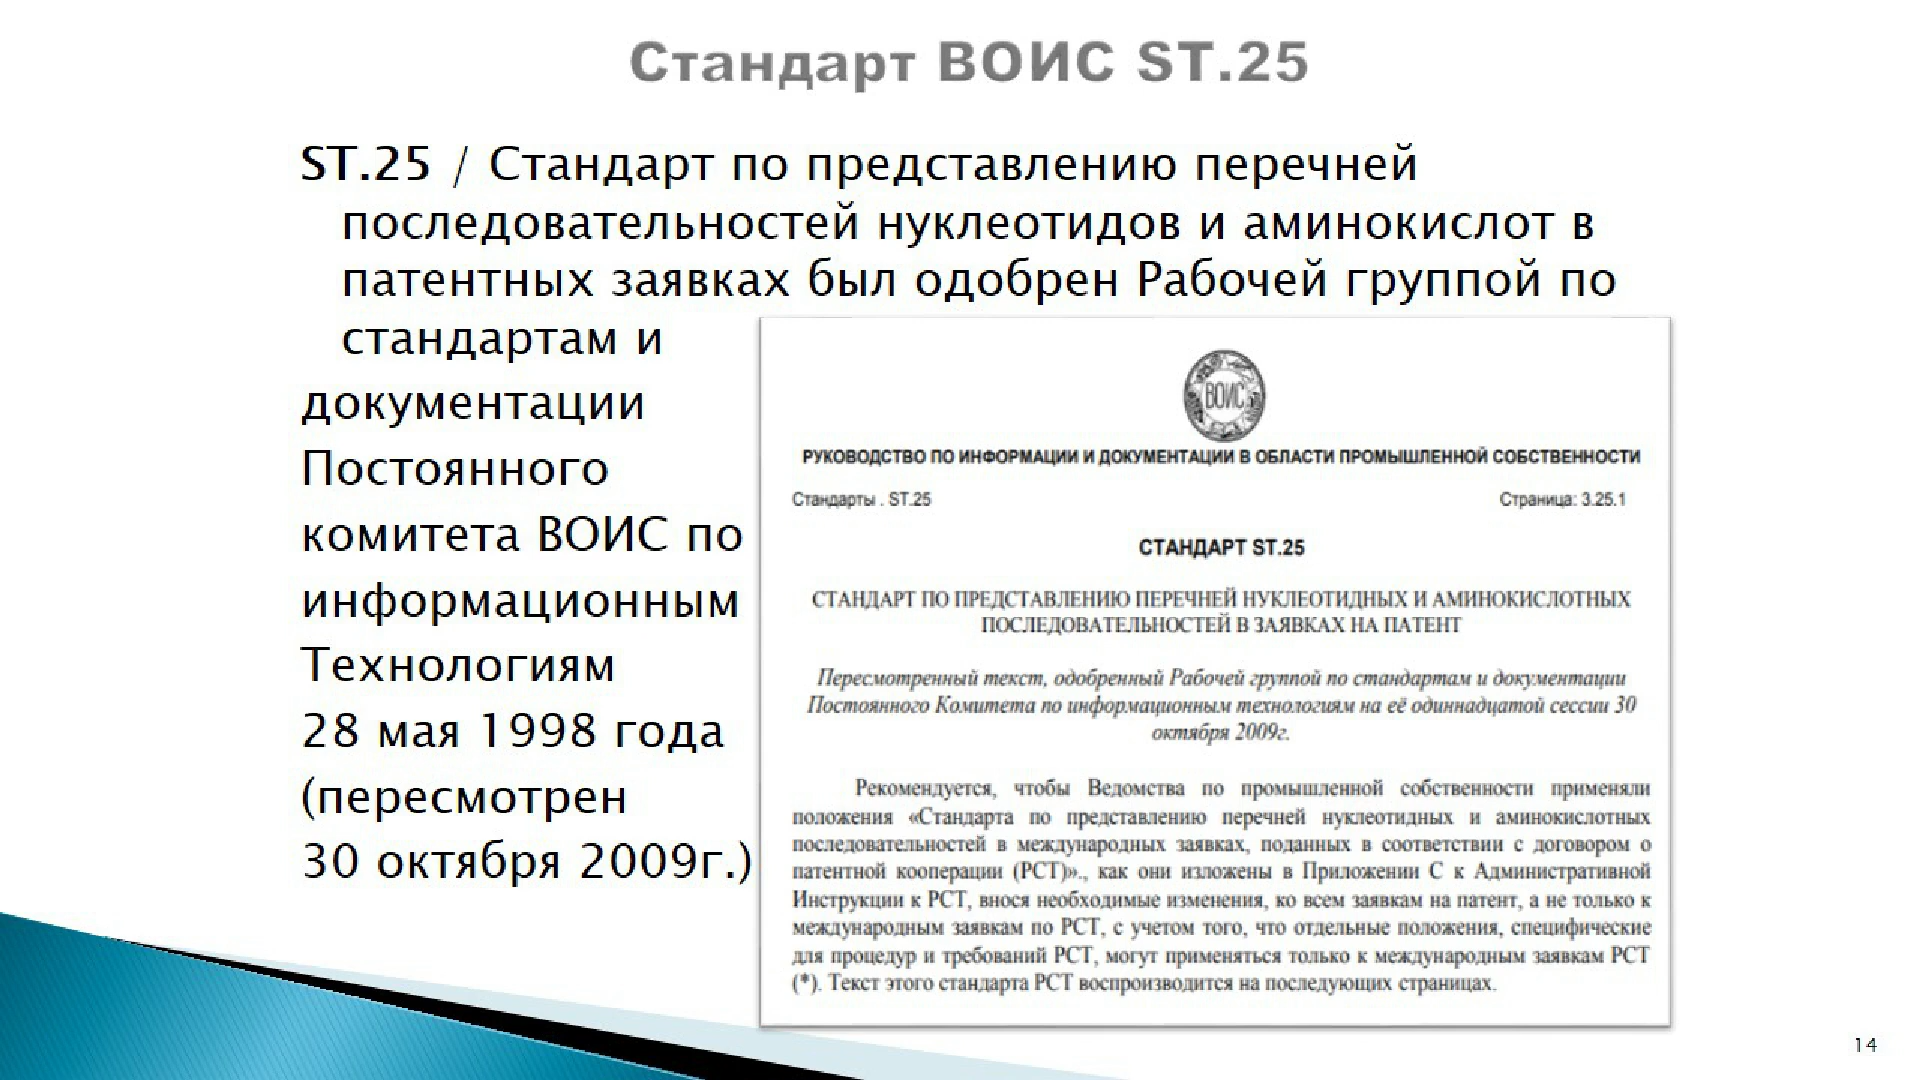 Стандарт ВОИС ST.25
ST.25 / Стандарт по представлению перечней
последовательностей нуклеотидов и аминокислот в
патентных заявках был одобрен Рабочей группой по
стандартам и
документации
Постоянного
комитета ВОИС по
информационным
Технологиям
28 мая 1998 года
(пересмотрен
30 октября 2009г.)
ВОИС
РУКОВОДСТВО ПО ИНФОРМАЦИИ И ДОКУМЕНТАЦИИ В ОБЛАСТИ ПРОМЫШЛЕННОЙ СОБСТВЕННОСТИ
Стандарты . ST.25 Страница: 3.25.1
СТАНДАРТ ST.25
СТАНДАРТ ПО ПРЕДСТАВЛЕНИЮ ПЕРЕЧНЕЙ НУКЛЕОТИДНЫХ И АМИНОКИСЛОТНЫХ
ПОСЛЕДОВАТЕЛЬНОСТЕЙ В ЗАЯВКАХ НА ПАТЕНТ
Пересмотренный текст, одобренный Рабочей группой по стандартам и документации
Постоянного Комитета по информационным технологиям на её одиннадцатой сессии 30
октября 2009г.
Рекомендуется, чтобы Ведомства по промышленной собственности применяли
положения «Стандарта по представлению перечней нуклеотидных и аминокислотных
последовательностей в международных заявках, поданных в соответствии с договором о
патентной кооперации (РСТ)»., как они изложены в Приложении С к Административной
Инструкции к РСТ, внося необходимые изменения, ко всем заявкам на патент, а не только к
международным заявкам по РСТ, с учетом того, что отдельные положения, специфические
для процедур и требований РСТ, могут применяться только к международным заявкам РСТ
(*). Текст этого стандарта РСТ воспроизводится на последующих страницах.
14